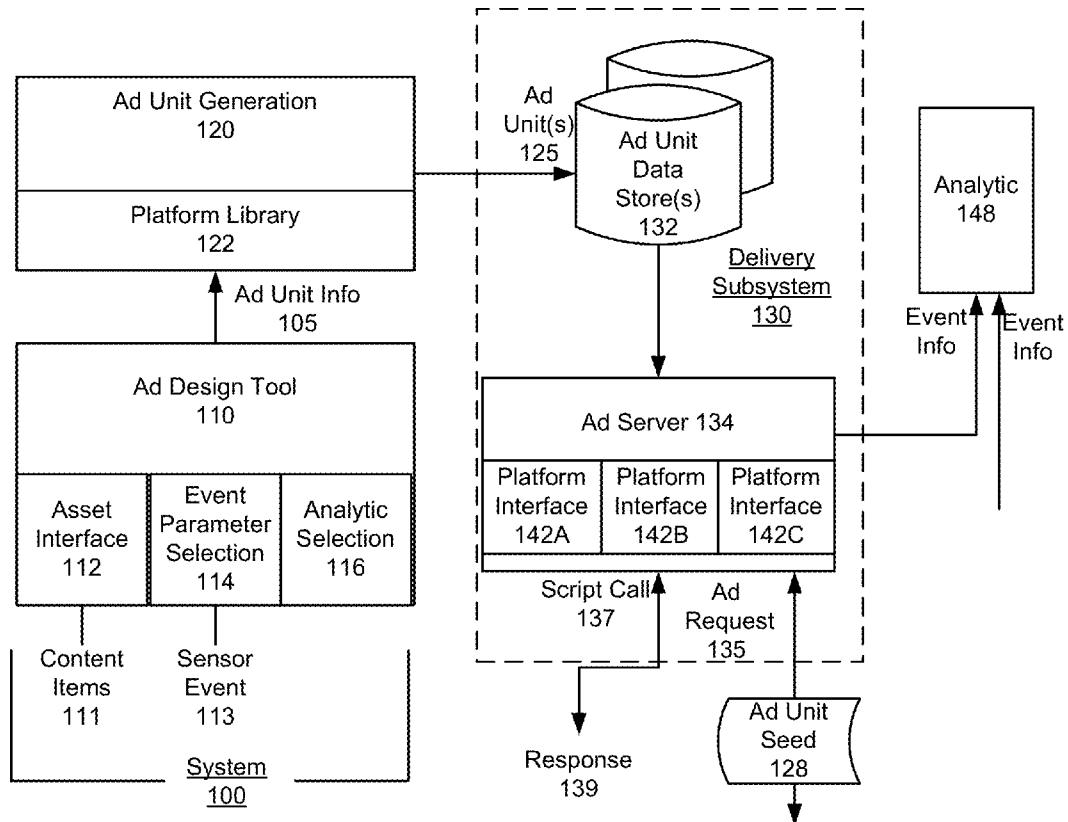 Ad Unit Generation
120
Platform Library
122
Ad Unit Info
105
Ad Design Tool
110
Asset
Interface
112
Event
Parameter
Selection
114
Analytic
Selection
116
Content
Items
111
Sensor
Event
113
System
100
Ad
Unit(s)
125
Ad Unit
Data
Store(s)
132
Delivery
Subsystem
130
Ad Server 134
Platform
Interface
142A
Platform
Interface
142B
Platform
Interface
142C
Script Call
137
Ad
Request
135
Response
139
Ad Unit
Seed
128
Analytic
148
Event
Info
Event
Info